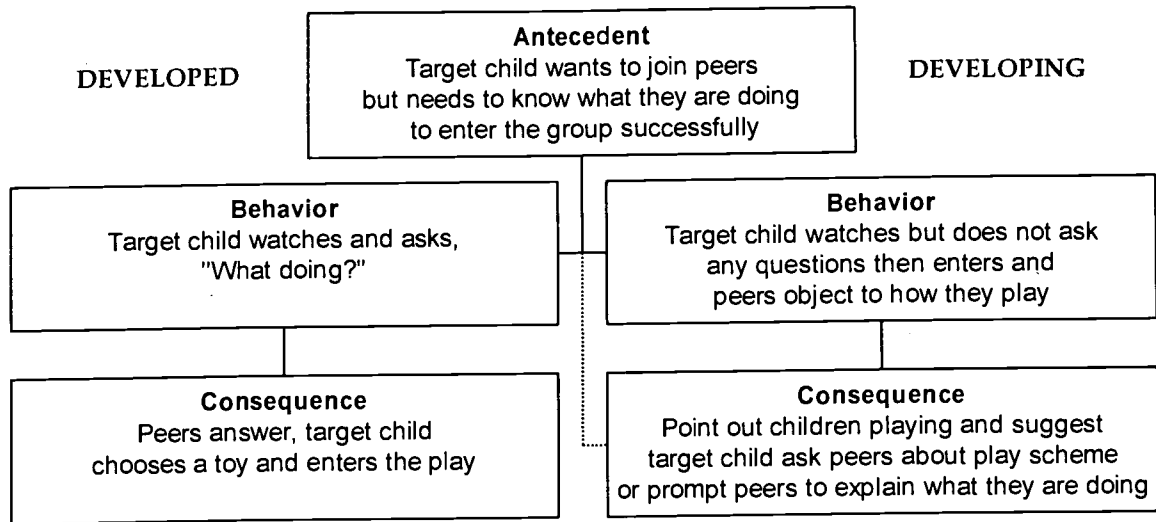 DEVELOPED
Antecedent
Target child wants to join peers
but needs to know what they are doing
to enter the group successfully
DEVELOPING
Behavior
Target child watches and asks,
"What doing?"
Behavior
Target child watches but does not ask
any questions then enters and
peers object to how they play
Consequence
Peers answer, target child
chooses a toy and enters the play
Consequence
Point out children playing and suggest
target child ask peers about play scheme
or prompt peers to explain what they are doing